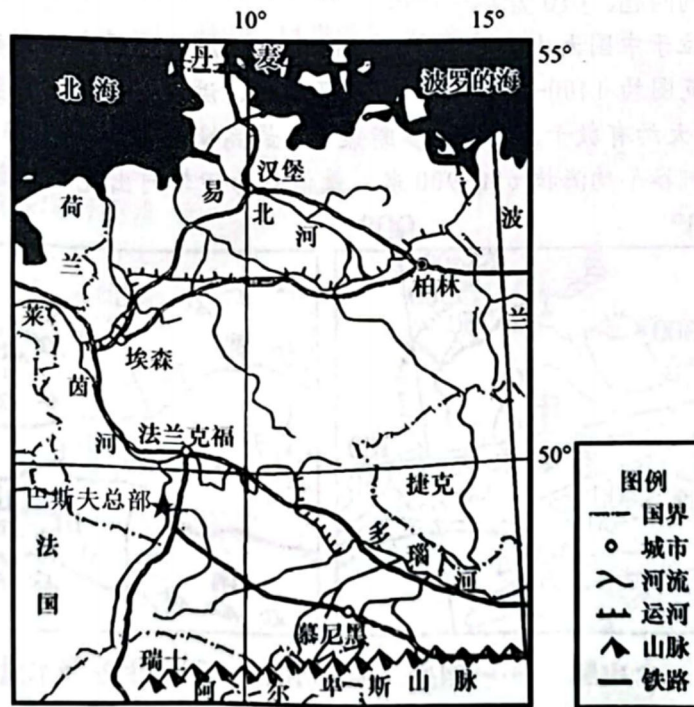 10° 15°
55°
丹麦
北海
波罗的海
汉堡
易北河
荷兰
波兰
柏林
莱茵河
埃森
法兰克福
50°
捷克
巴斯夫总部
多瑙河
法国
慕尼黑
瑞士
阿尔卑斯山脉
图例
国界
城市
河流
运河
山脉
铁路